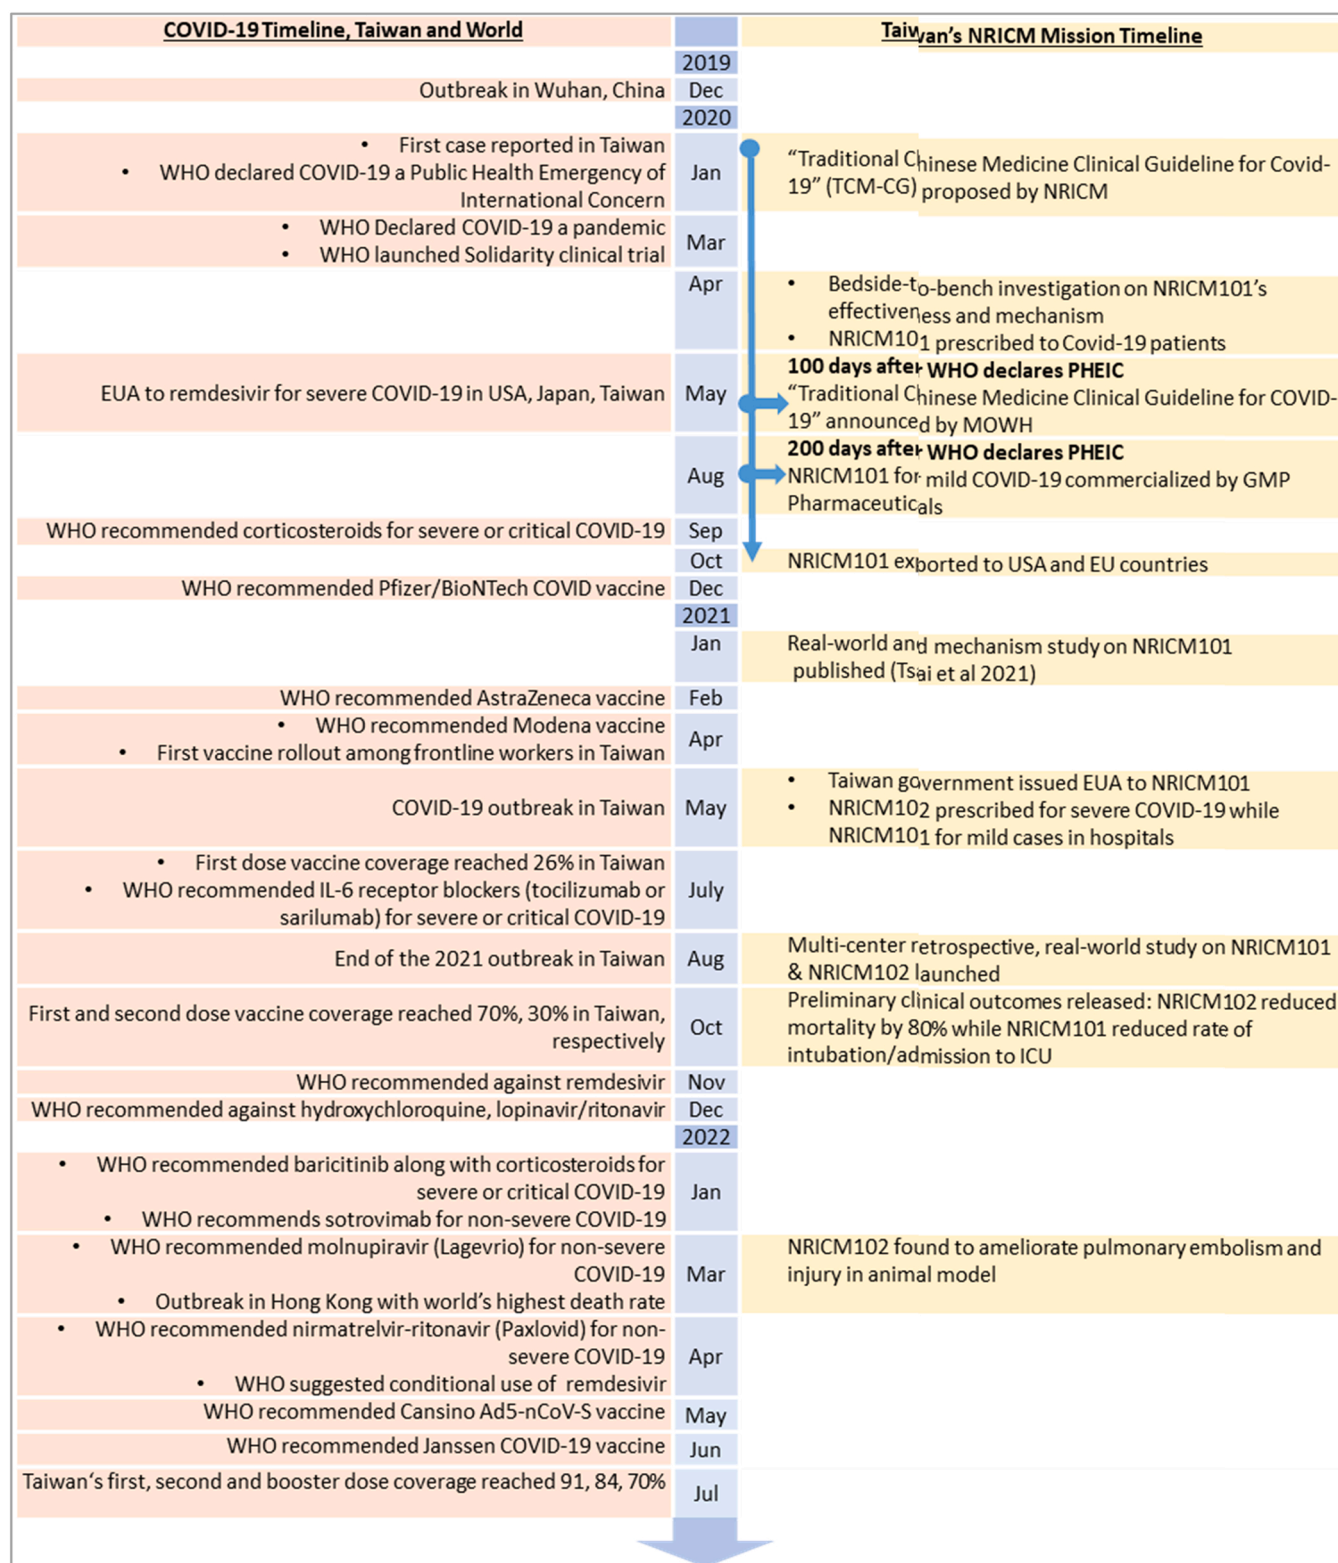 COVID-19 Timeline, Taiwan and World
Taiwan's NRICM Mission Timeline
2019
Outbreak in Wuhan, China
Dec
2020
• First case reported in Taiwan
• WHO declared COVID-19 a Public Health Emergency of
International Concern
Jan
“Traditional Chinese Medicine Clinical Guideline for Covid-
19” (TCM-CG) proposed by NRICM
• WHO Declared COVID-19 a pandemic
• WHO launched Solidarity clinical trial
Mar
Apr
• Bedside-to-bench investigation on NRICM101’s
effectiveness and mechanism
• NRICM101 prescribed to Covid-19 patients
EUA to remdesivir for severe COVID-19 in USA, Japan, Taiwan
May
100 days after WHO declares PHEIC
“Traditional Chinese Medicine Clinical Guideline for COVID-
19” announced by MOWH
Aug
200 days after WHO declares PHEIC
NRICM101 for mild COVID-19 commercialized by GMP
Pharmaceuticals
WHO recommended corticosteroids for severe or critical COVID-19
Sep
Oct
NRICM101 exported to USA and EU countries
WHO recommended Pfizer/BioNTech COVID vaccine
Dec
2021
Jan
Real-world and mechanism study on NRICM101
published (Tsai et al 2021)
WHO recommended AstraZeneca vaccine
Feb
• WHO recommended Modena vaccine
• First vaccine rollout among frontline workers in Taiwan
Apr
COVID-19 outbreak in Taiwan
May
• Taiwan government issued EUA to NRICM101
• NRICM102 prescribed for severe COVID-19 while
NRICM101 for mild cases in hospitals
• First dose vaccine coverage reached 26% in Taiwan
• WHO recommended IL-6 receptor blockers (tocilizumab or
sarilumab) for severe or critical COVID-19
July
End of the 2021 outbreak in Taiwan
Aug
Multi-center retrospective, real-world study on NRICM101
& NRICM102 launched
First and second dose vaccine coverage reached 70%, 30% in Taiwan,
respectively
Oct
Preliminary clinical outcomes released: NRICM102 reduced
mortality by 80% while NRICM101 reduced rate of
intubation/admission to ICU
WHO recommended against remdesivir
Nov
WHO recommended against hydroxychloroquine, lopinavir/ritonavir
Dec
2022
• WHO recommended baricitinib along with corticosteroids for
severe or critical COVID-19
• WHO recommends sotrovimab for non-severe COVID-19
Jan
• WHO recommended molnupiravir (Lagevrio) for non-severe
COVID-19
• Outbreak in Hong Kong with world’s highest death rate
Mar
NRICM102 found to ameliorate pulmonary embolism and
injury in animal model
• WHO recommended nirmatrelvir-ritonavir (Paxlovid) for non-
severe COVID-19
• WHO suggested conditional use of remdesivir
Apr
WHO recommended Cansino Ad5-nCoV-S vaccine
May
WHO recommended Janssen COVID-19 vaccine
Jun
Taiwan‘s first, second and booster dose coverage reached 91, 84, 70%
Jul